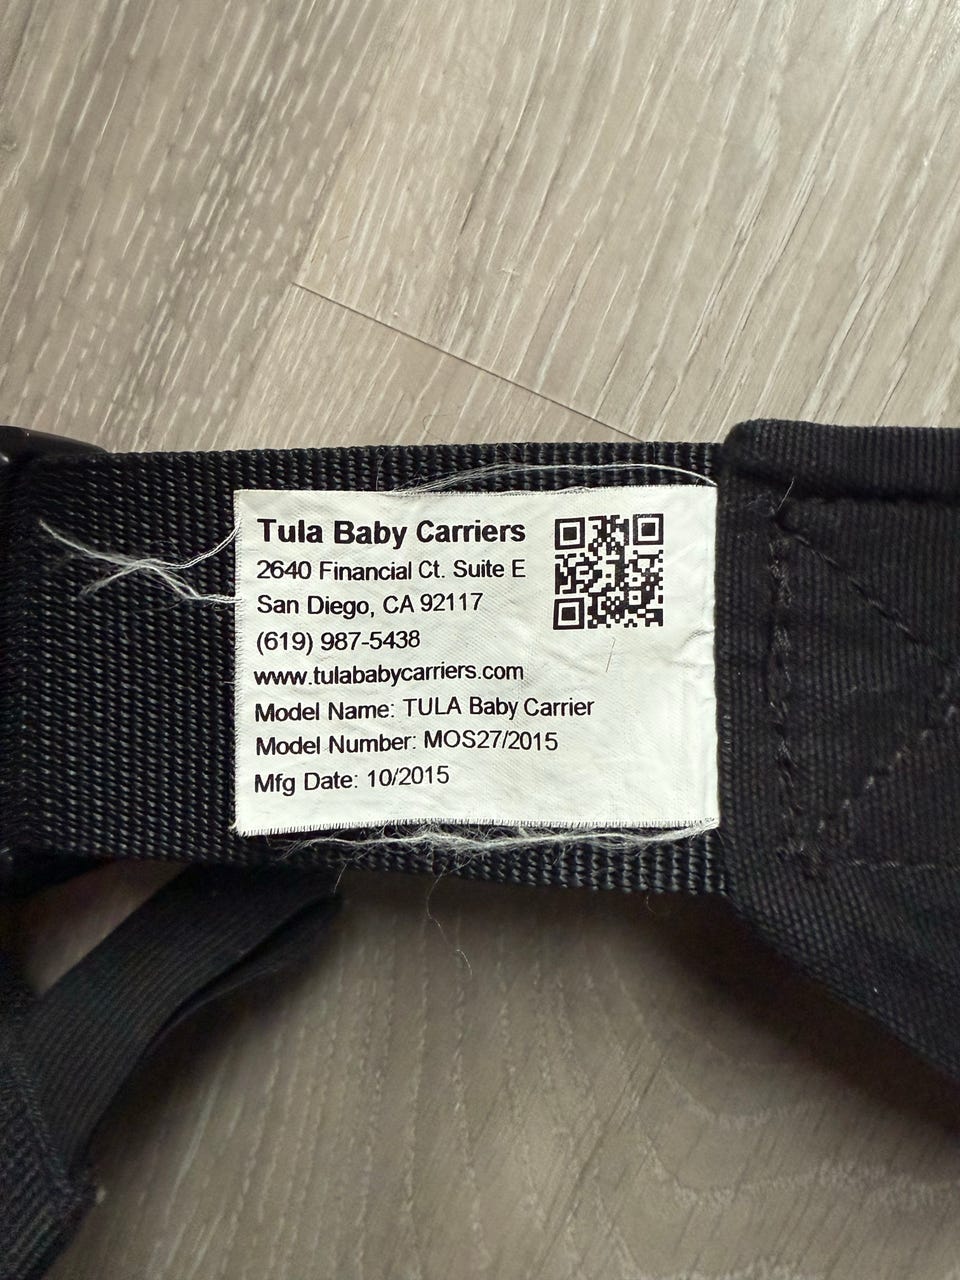 Tula Baby Carriers
2640 Financial Ct. Suite E
San Diego, CA 92117
(619) 987-5438
www.tulababycarriers.com
Model Name: TULA Baby Carrier
Model Number: MOS27/2015
Mfg Date: 10/2015